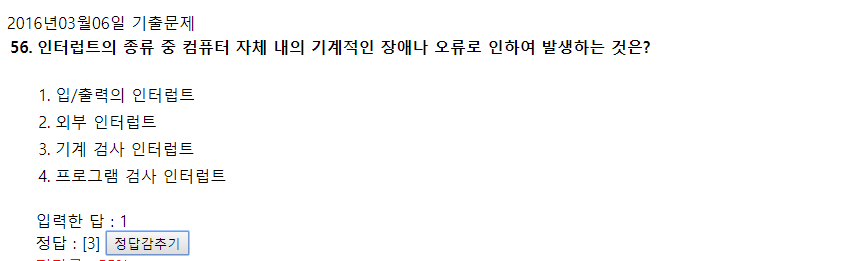 2016년03월06일 기출문제
56. 인터럽트의 종류 중 컴퓨터 자체 내의 기계적인 장애나 오류로 인하여 발생하는 것은?
1. 입/출력의 인터럽트
2. 외부 인터럽트
3. 기계 검사 인터럽트
4. 프로그램 검사 인터럽트
입력한 답 : 1
정답 : [3] 정답감추기